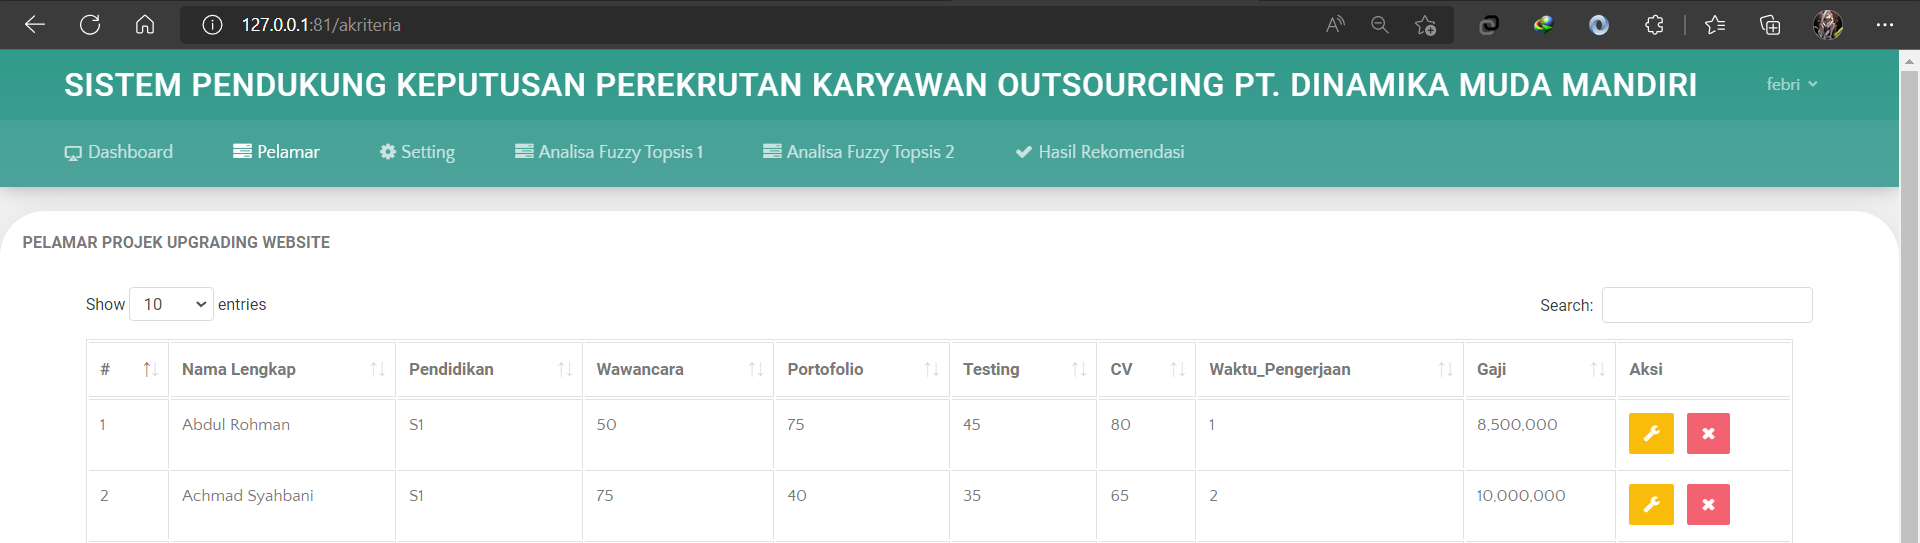 127.0.0.1:81/akriteria
SISTEM PENDUKUNG KEPUTUSAN PEREKRUTAN KARYAWAN OUTSOURCING PT. DINAMIKA MUDA MANDIRI febri
Dashboard Pelamar Setting Analisa Fuzzy Topsis 1 Analisa Fuzzy Topsis 2 Hasil Rekomendasi
PELAMAR PROJEK UPGRADING WEBSITE
Show 10 entries Search:
# Nama Lengkap Pendidikan Wawancara Portofolio Testing CV Waktu_Pengerjaan Gaji Aksi
1 Abdul Rohman S1 50 75 45 80 1 8,500,000
2 Achmad Syahbani S1 75 40 35 65 2 10,000,000